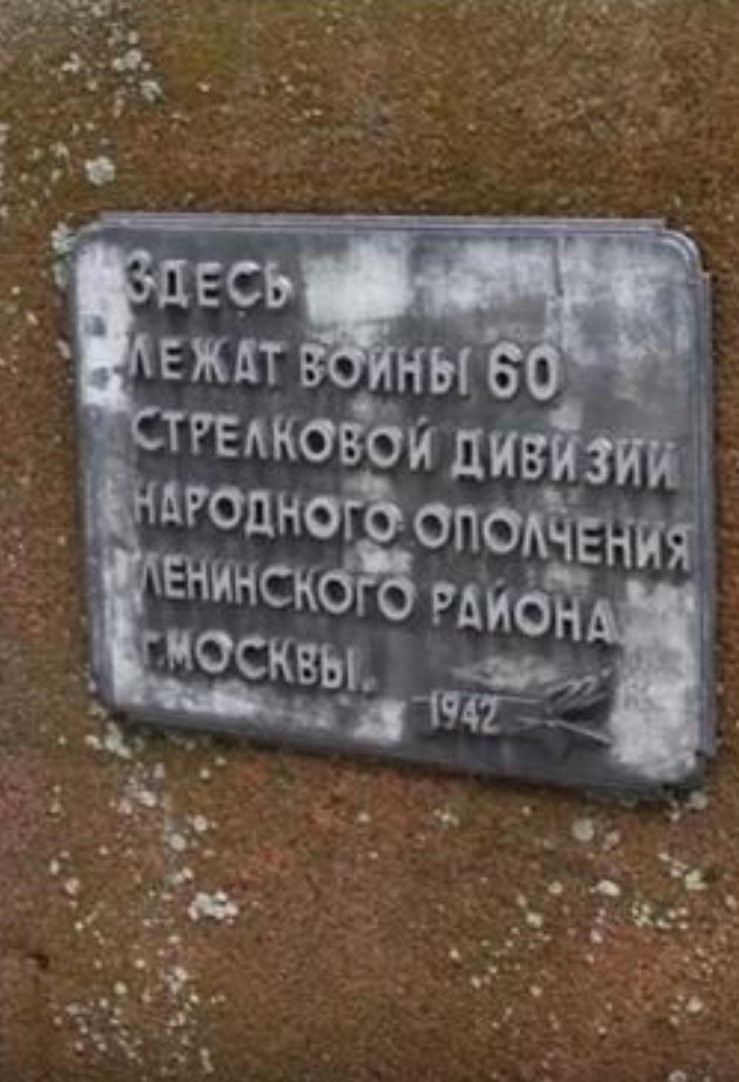 ЗДЕСЬ
ЛЕЖАТ ВОИНЫ 60
СТРЕЛКОВОЙ ДИВИЗИИ
НАРОДНОГО ОПОЛЧЕНИЯ
ЛЕНИНСКОГО РАЙОНА
г. МОСКВЫ.
1942